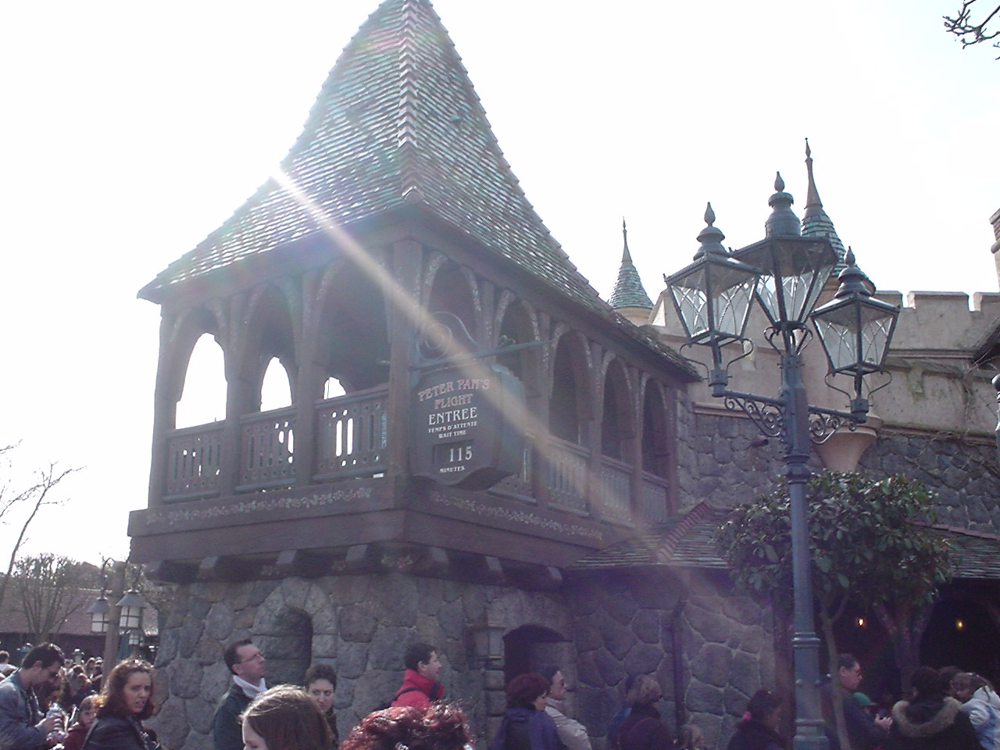 PETER PAN'S
FLIGHT
ENTREE
TEMPS D'ATTENTE
WAIT TIME
115
MINUTES